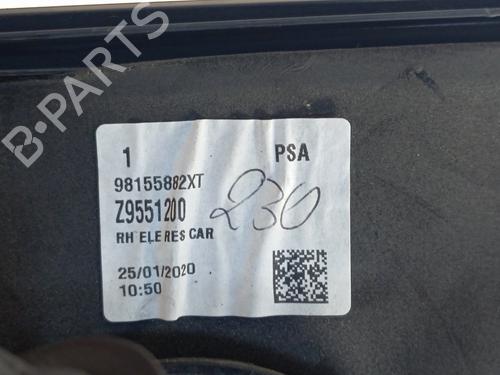 B-PARTS
1 PSA
98155882XT
Z9551200
230
RH ELE RES CAR
25/01/2020
10:50